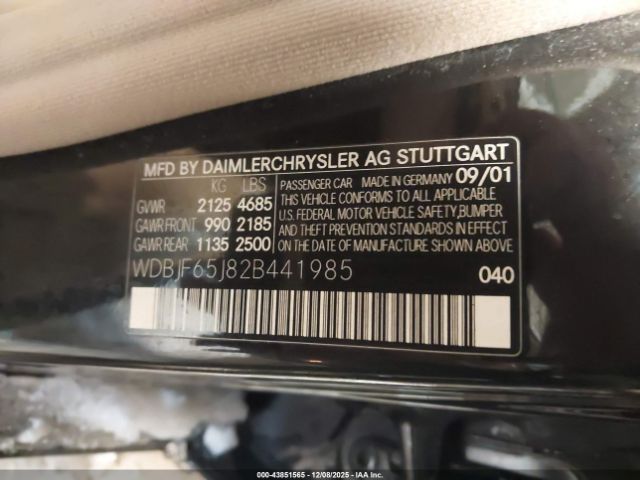 MFD BY DAIMLERCHRYSLER AG STUTTGART
KG LBS
GVWR 2125 4685
GAWR FRONT 990 2185
GAWR REAR 1135 2500
PASSENGER CAR MADE IN GERMANY 09/01
THIS VEHICLE CONFORMS TO ALL APPLICABLE
U.S. FEDERAL MOTOR VEHICLE SAFETY,BUMPER
AND THEFT PREVENTION STANDARDS IN EFFECT
ON THE DATE OF MANUFACTURE SHOWN ABOVE.
WDBJF65J82B441985
040
000-43851565 | 12/08/2025 | IAA Inc.